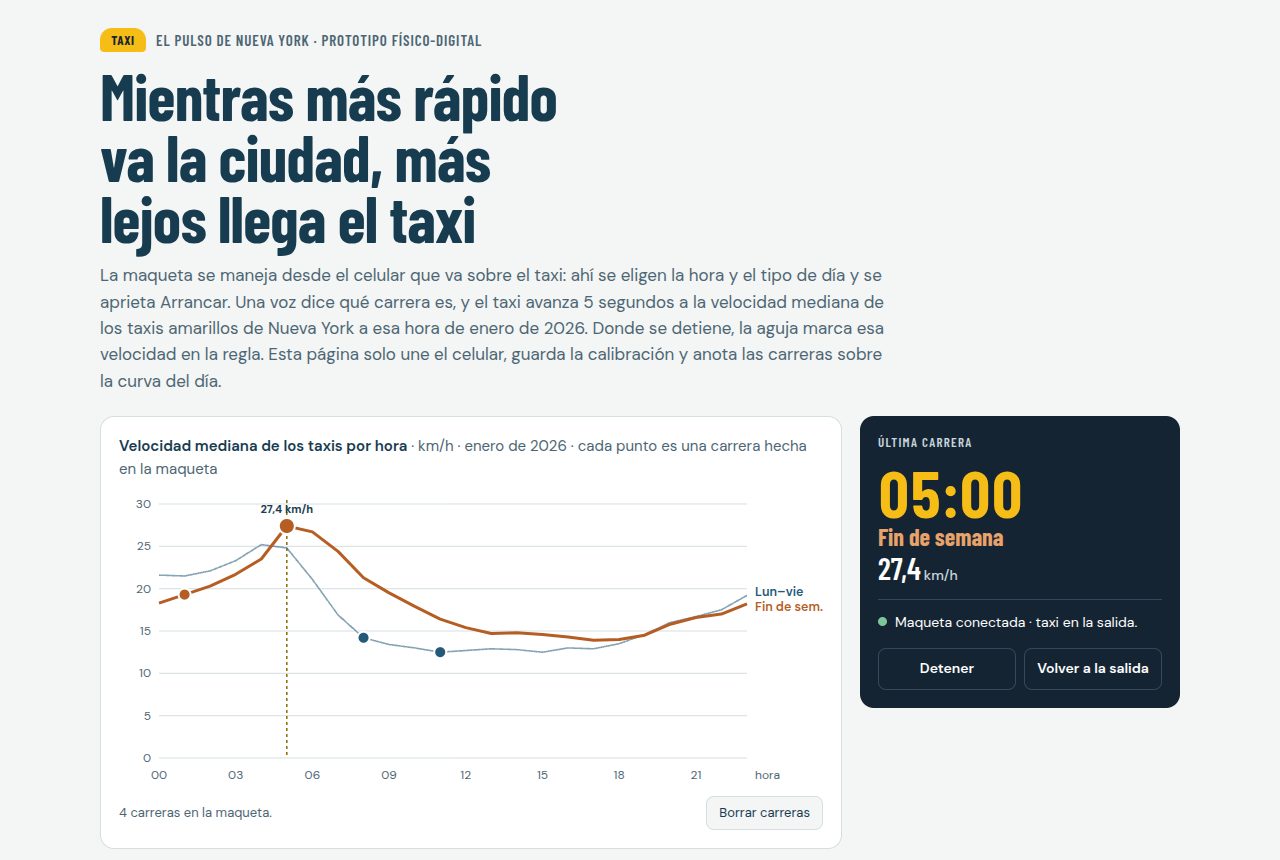 TAXI
EL PULSO DE NUEVA YORK · PROTOTIPO FÍSICO-DIGITAL
Mientras más rápido
va la ciudad, más
lejos llega el taxi
La maqueta se maneja desde el celular que va sobre el taxi: ahí se eligen la hora y el tipo de día y se
aprieta Arrancar. Una voz dice qué carrera es, y el taxi avanza 5 segundos a la velocidad mediana de
los taxis amarillos de Nueva York a esa hora de enero de 2026. Donde se detiene, la aguja marca esa
velocidad en la regla. Esta página solo une el celular, guarda la calibración y anota las carreras sobre
la curva del día.
Velocidad mediana de los taxis por hora · km/h · enero de 2026 · cada punto es una carrera hecha
en la maqueta
27,4 km/h
30
25
20
15
10
5
0
00 03 06 09 12 15 18 21 hora
Lun–vie
Fin de sem.
4 carreras en la maqueta.
Borrar carreras
ÚLTIMA CARRERA
05:00
Fin de semana
27,4 km/h
Maqueta conectada · taxi en la salida.
Detener
Volver a la salida